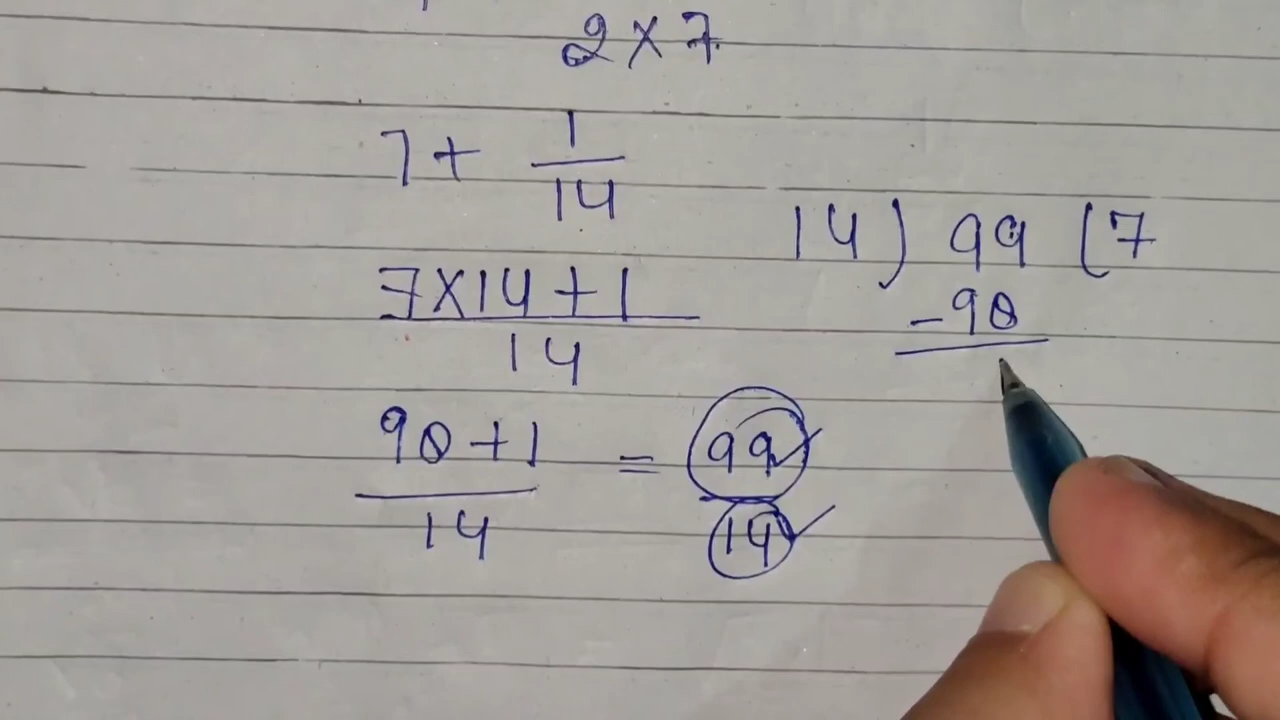 2 × 7
7 + 1/14
7×14+1
14
98+1/14 = 99/14
14 ) 99 ( 7
-98